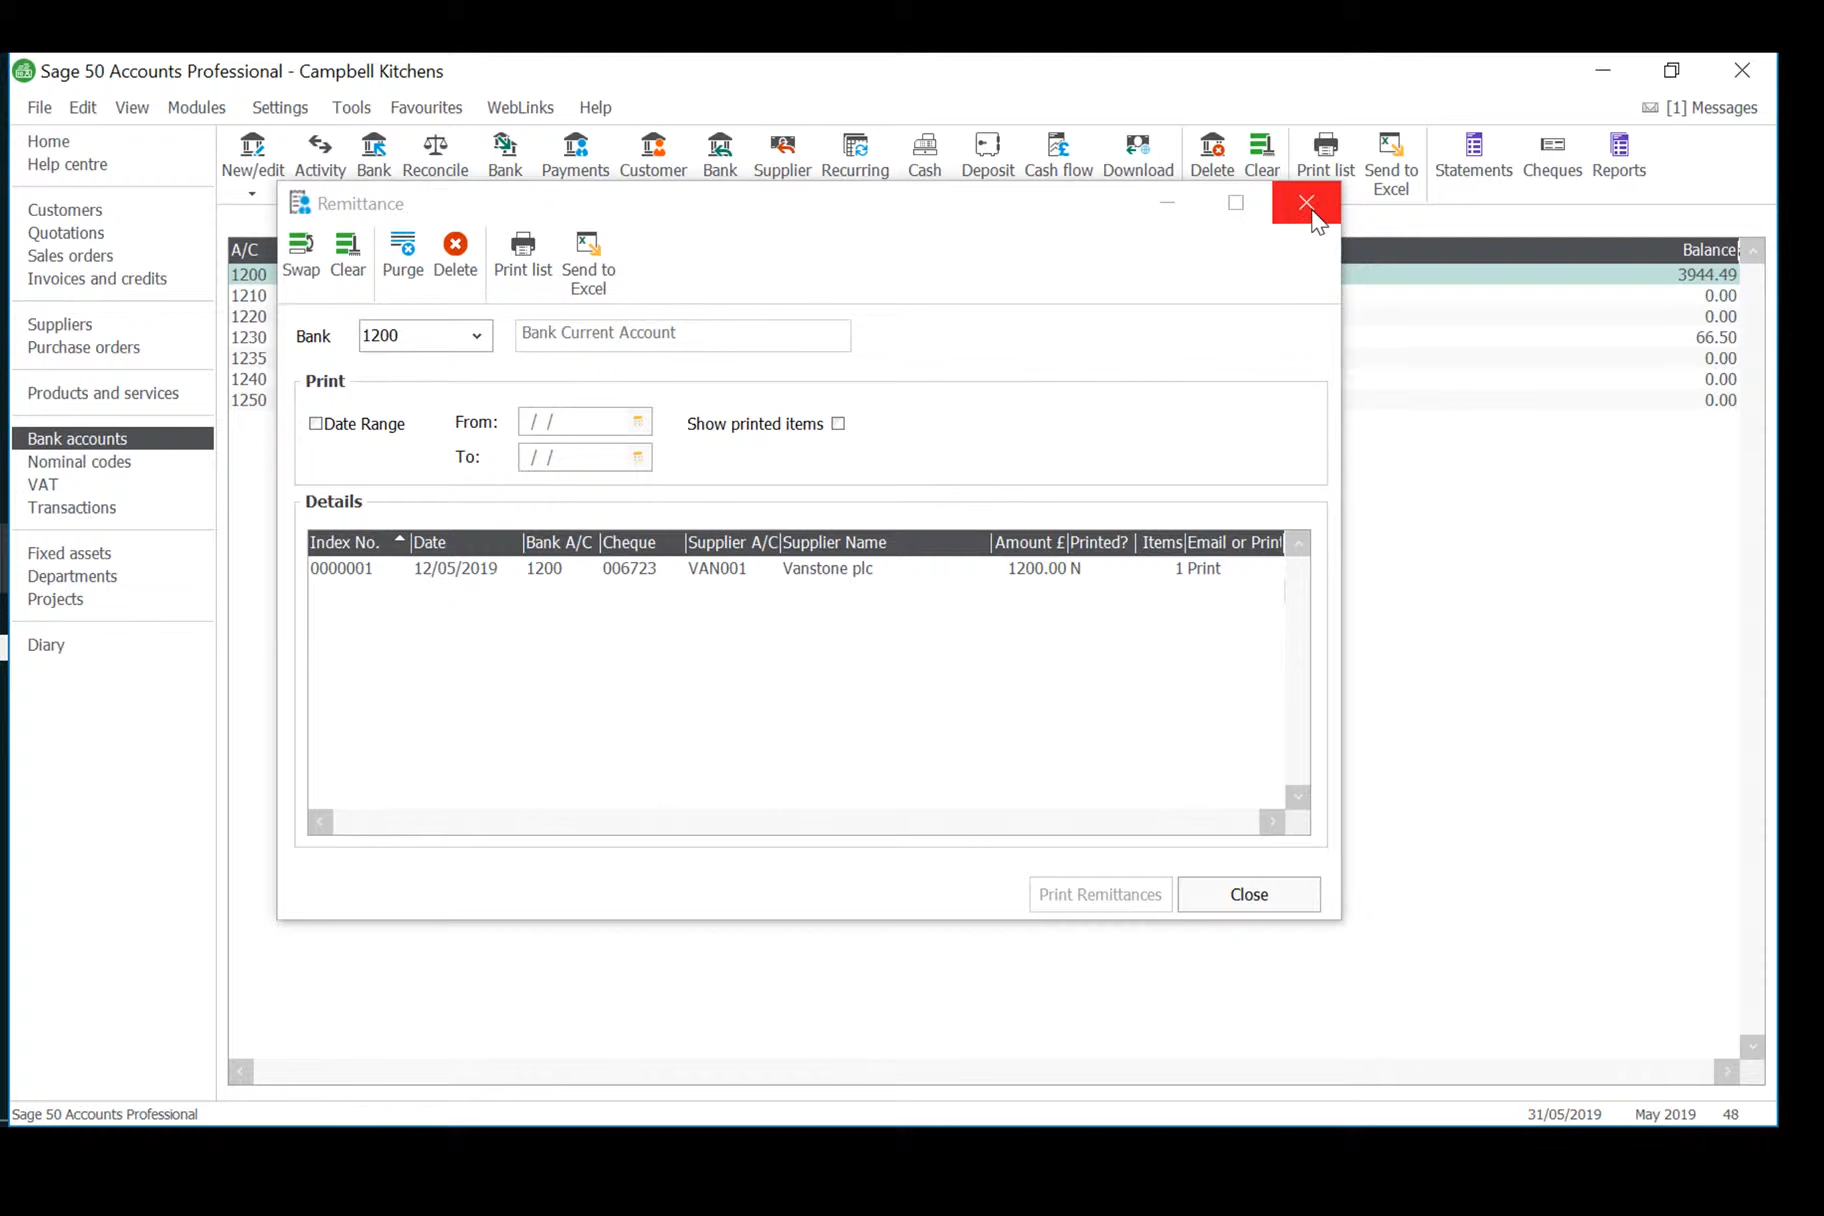 Sage 50 Accounts Professional - Campbell Kitchens
File Edit View Modules Settings Tools Favourites WebLinks Help [1] Messages
Home
Help centre
Customers
Quotations
Sales orders
Invoices and credits
Suppliers
Purchase orders
Products and services
Bank accounts
Nominal codes
VAT
Transactions
Fixed assets
Departments
Projects
Diary
New/edit Activity Bank Reconcile Bank Payments Customer Bank Supplier Recurring Cash Deposit Cash flow Download Delete Clear Print list Send to Excel Statements Cheques Reports
A/C Balance
1200 3944.49
1210 0.00
1220 0.00
1230 66.50
1235 0.00
1240 0.00
1250 0.00
Remittance
Swap Clear Purge Delete Print list Send to
Excel
Bank 1200 Bank Current Account
Print
Date Range From: / / Show printed items
To: / /
Details
Index No. Date Bank A/C Cheque Supplier A/C Supplier Name Amount £ Printed? Items Email or Print
0000001 12/05/2019 1200 006723 VAN001 Vanstone plc 1200.00 N 1 Print
Print Remittances Close
Sage 50 Accounts Professional 31/05/2019 May 2019 48